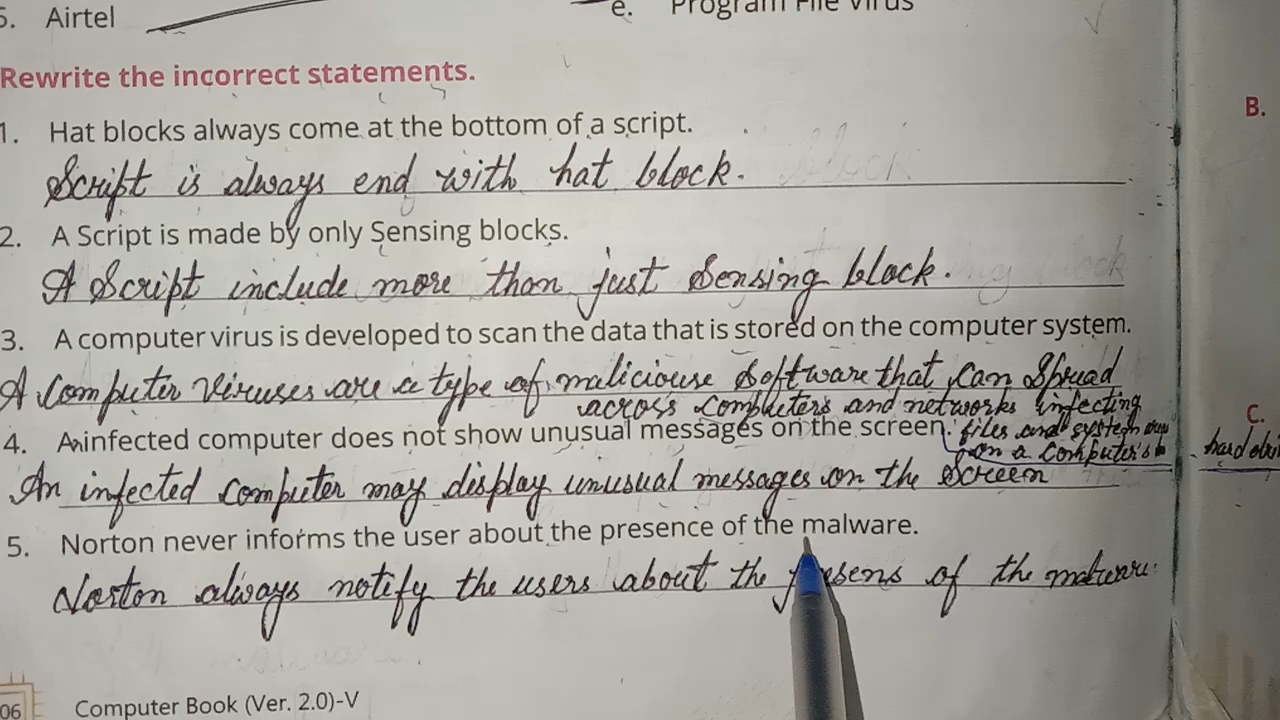 5. Airtel
e. Program File Virus
Rewrite the incorrect statements.
B.
1. Hat blocks always come at the bottom of a script.
Script is always end with hat block.
2. A Script is made by only Sensing blocks.
A Script include more than just Sensing block.
3. A computer virus is developed to scan the data that is stored on the computer system.
A Computer Viruses are a type of maliciouse Software that can Spread
across computers and networks infecting
C.
4. An infected computer does not show unusual messages on the screen. files and system
on a computer's hard
An infected computer may display unusual messages on the Screen
5. Norton never informs the user about the presence of the malware.
Norton always notify the users about the of the malware.
06 Computer Book (Ver. 2.0)-V